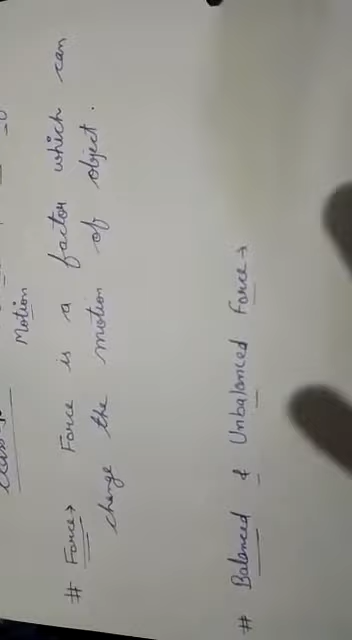 Motion
# Force → Force is a factor which can
change the motion of object.
# Balanced & Unbalanced Force →